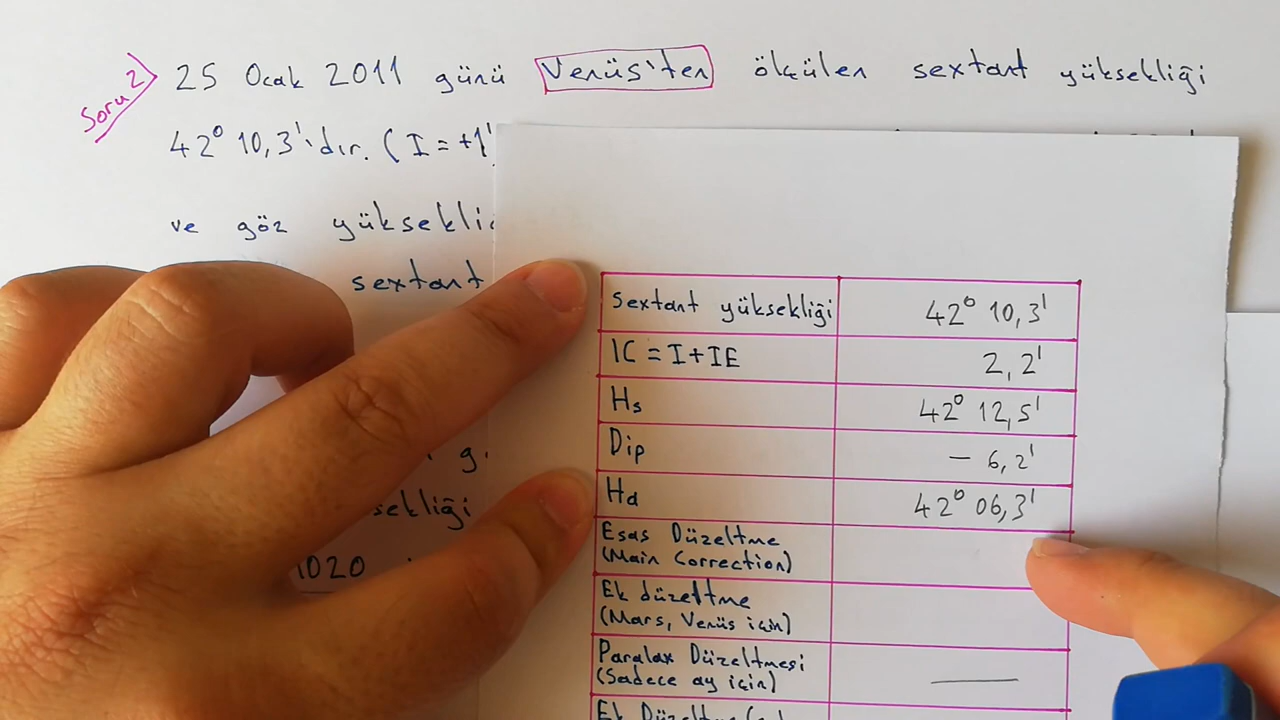 Soru 2
25 Ocak 2011 günü Venüs'ten ölçülen sextant yüksekliği
42° 10,3' 'dır. (I = +1'
ve göz
sextant
1020
Sextant yüksekliği 42° 10,3'
IC = I+IE 2,2'
Hs 42° 12,5'
Dip - 6,2'
Ha 42° 06,3'
Esas Düzeltme
(Main Correction)
Ek düzeltme
(Mars, Venüs için)
Paralax Düzeltmesi
(Sadece ay için)